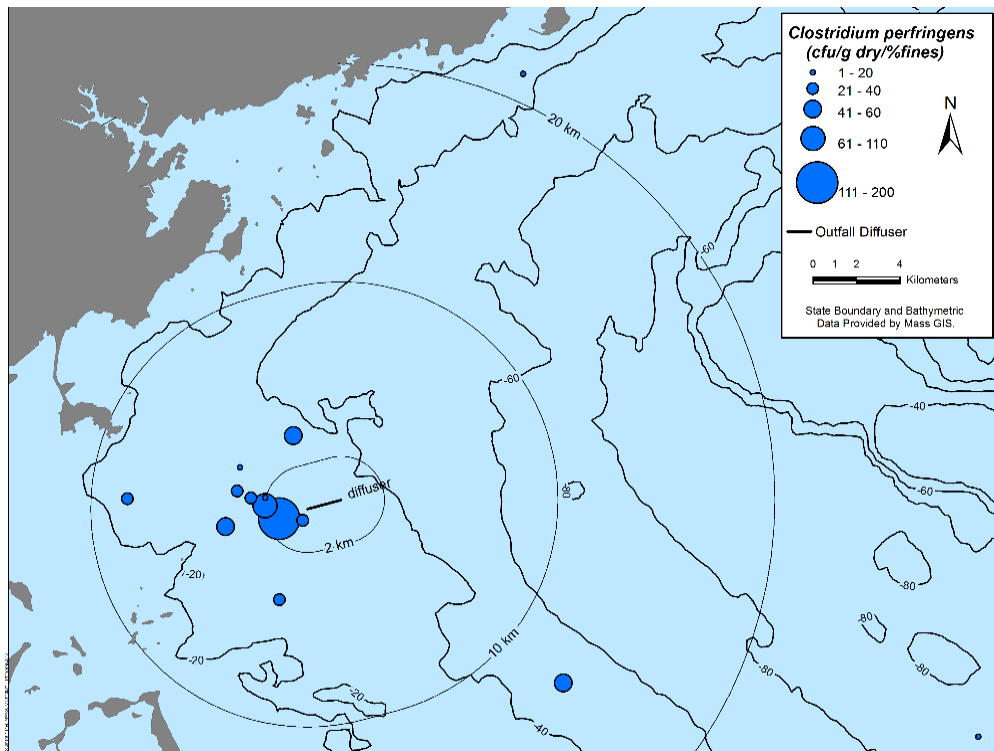 Clostridium perfringens
(cfu/g dry/%fines)
1 - 20
21 - 40
41 - 60
61 - 110
111 - 200
N
Outfall Diffuser
0 1 2 4
Kilometers
State Boundary and Bathymetric
Data Provided by Mass GIS.
20 km
-60
-60
-40
-60
-80
diffuser
2 km
-20
-80
-80
10 km
-20
-80
-80
-20
-40